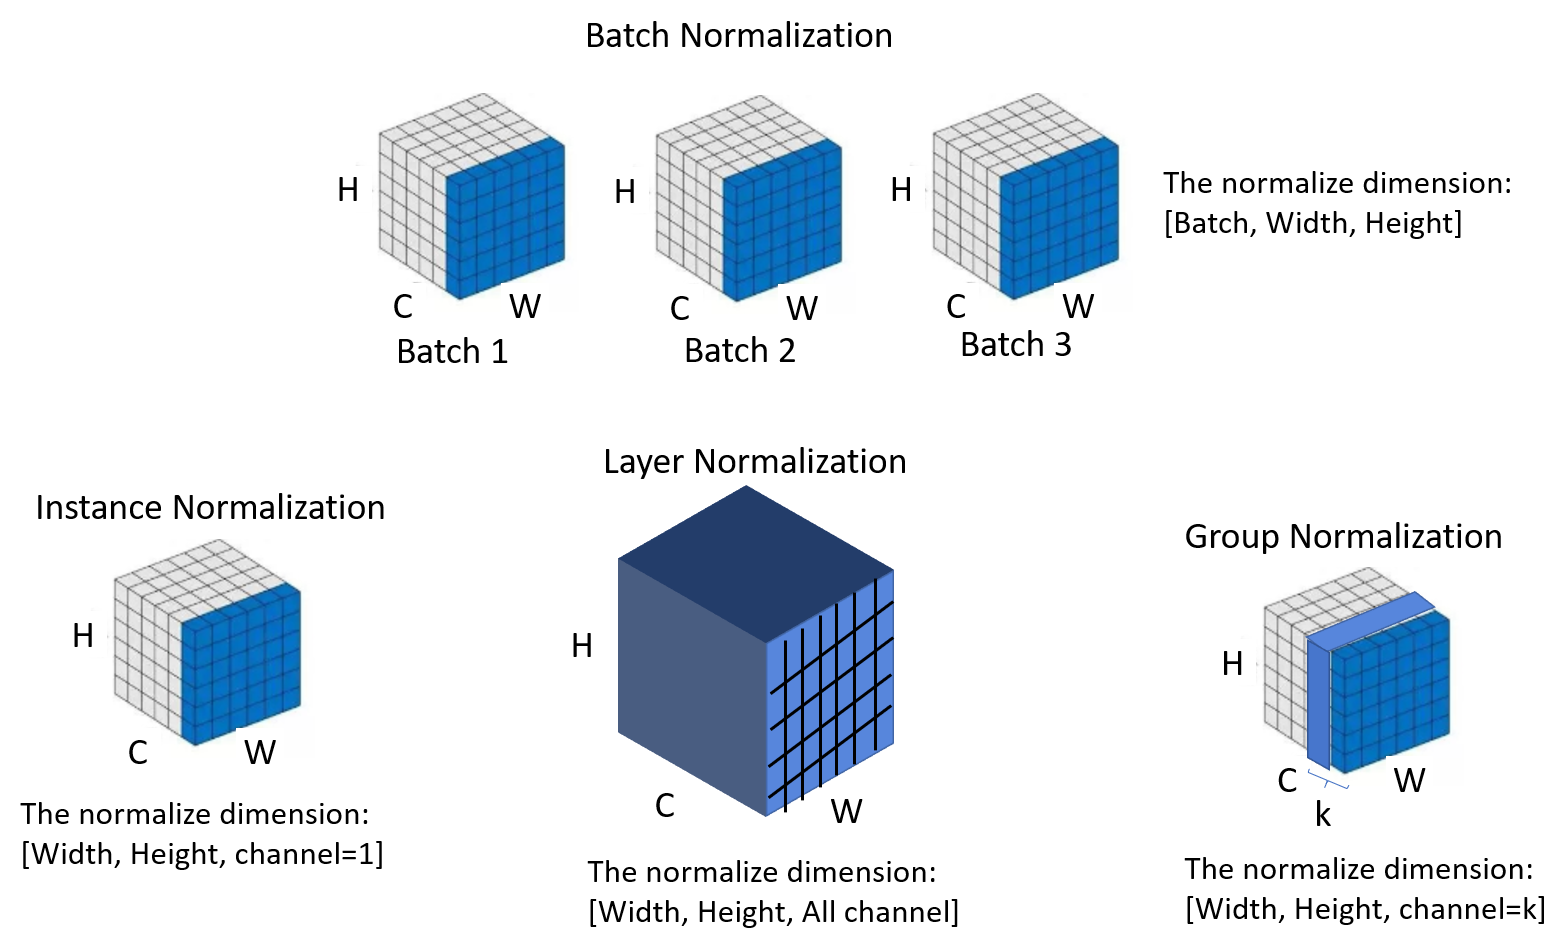 Batch Normalization
H
C
W
Batch 1
H
C
W
Batch 2
H
C
W
Batch 3
The normalize dimension:
[Batch, Width, Height]
Instance Normalization
H
C
W
The normalize dimension:
[Width, Height, channel=1]
Layer Normalization
H
C
W
The normalize dimension:
[Width, Height, All channel]
Group Normalization
H
C
W
k
The normalize dimension:
[Width, Height, channel=k]